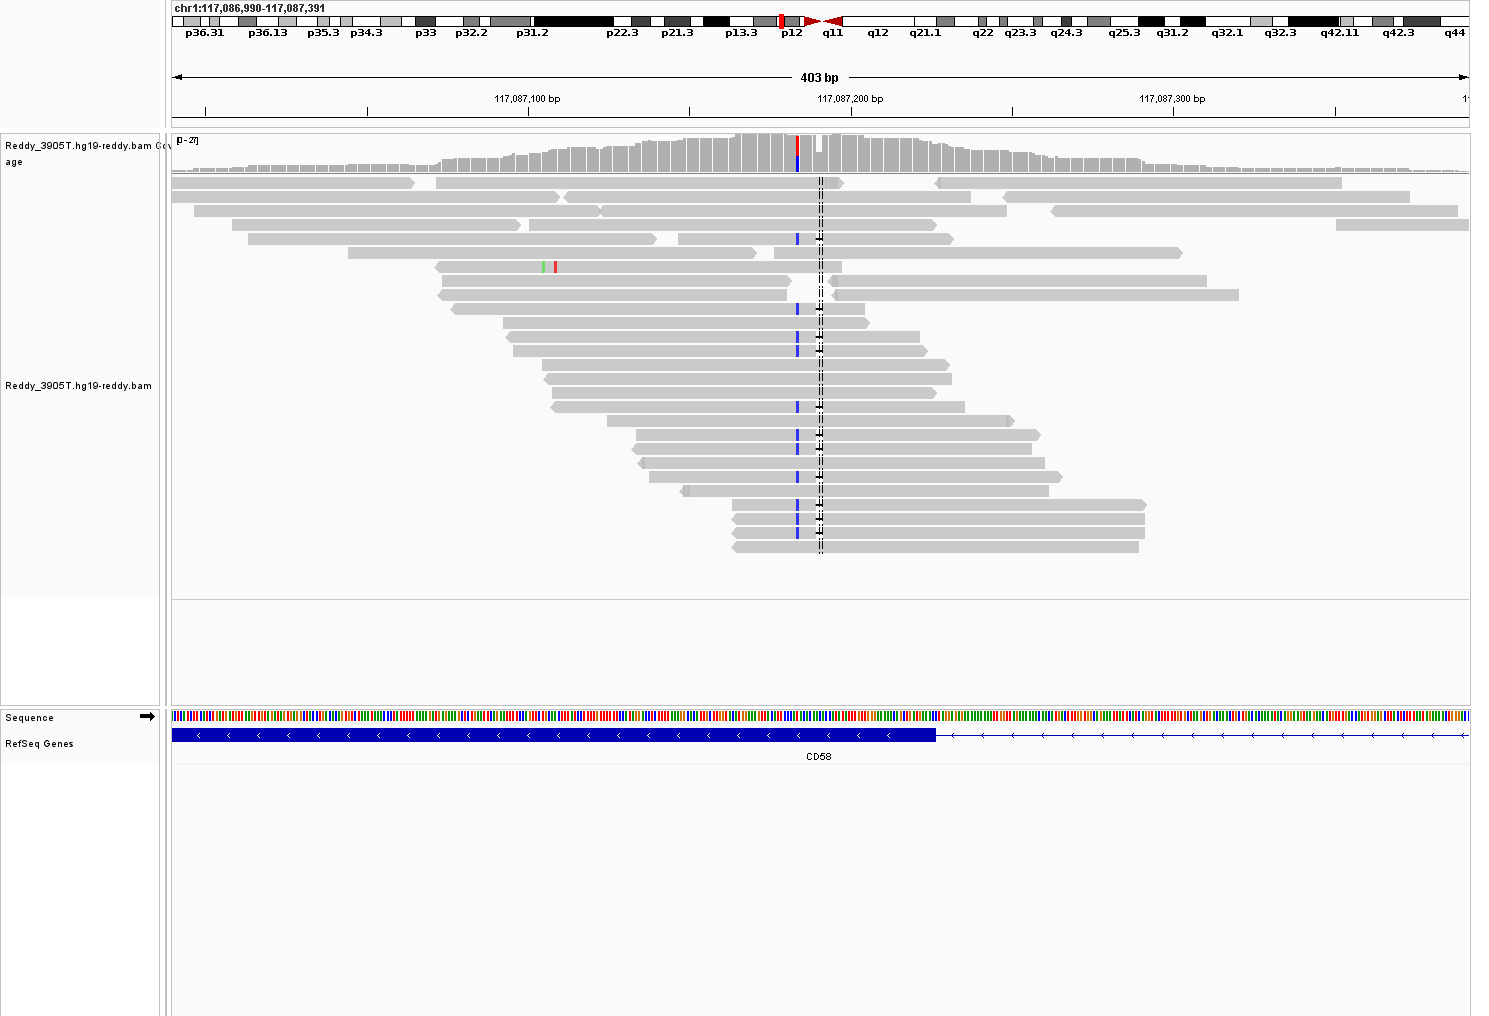 chr1:117,086,990-117,087,391
p36.31 p36.13 p35.3 p34.3 p33 p32.2 p31.2 p22.3 p21.3 p13.3 p12 q11 q12 q21.1 q22 q23.3 q24.3 q25.3 q31.2 q32.1 q32.3 q42.11 q42.3 q44
403 bp
117,087,100 bp 117,087,200 bp 117,087,300 bp 1
Reddy_3905T.hg19-reddy.bam Cov
age
[0 - 27]
Reddy_3905T.hg19-reddy.bam
Sequence
RefSeq Genes
CD58